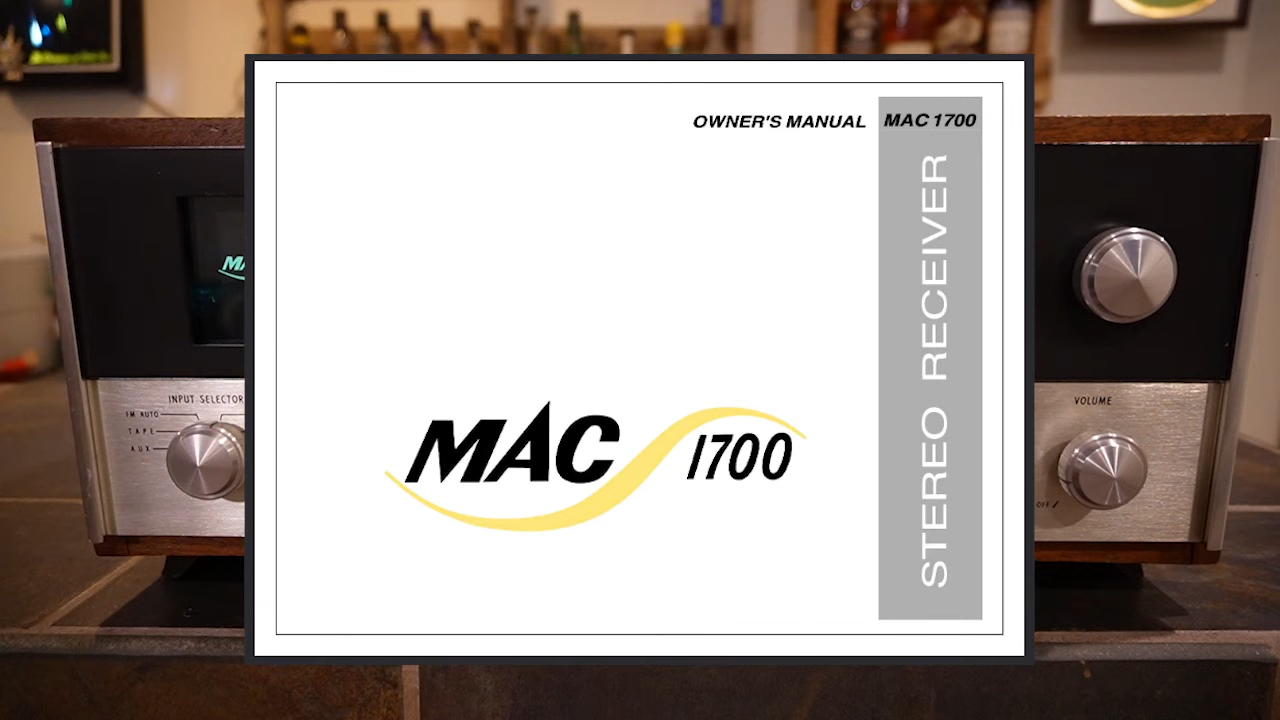 OWNER'S MANUAL MAC 1700
STEREO RECEIVER
MAC 1700
INPUT SELECTOR
FM AUTO
TAPE
AUX
VOLUME
OFF